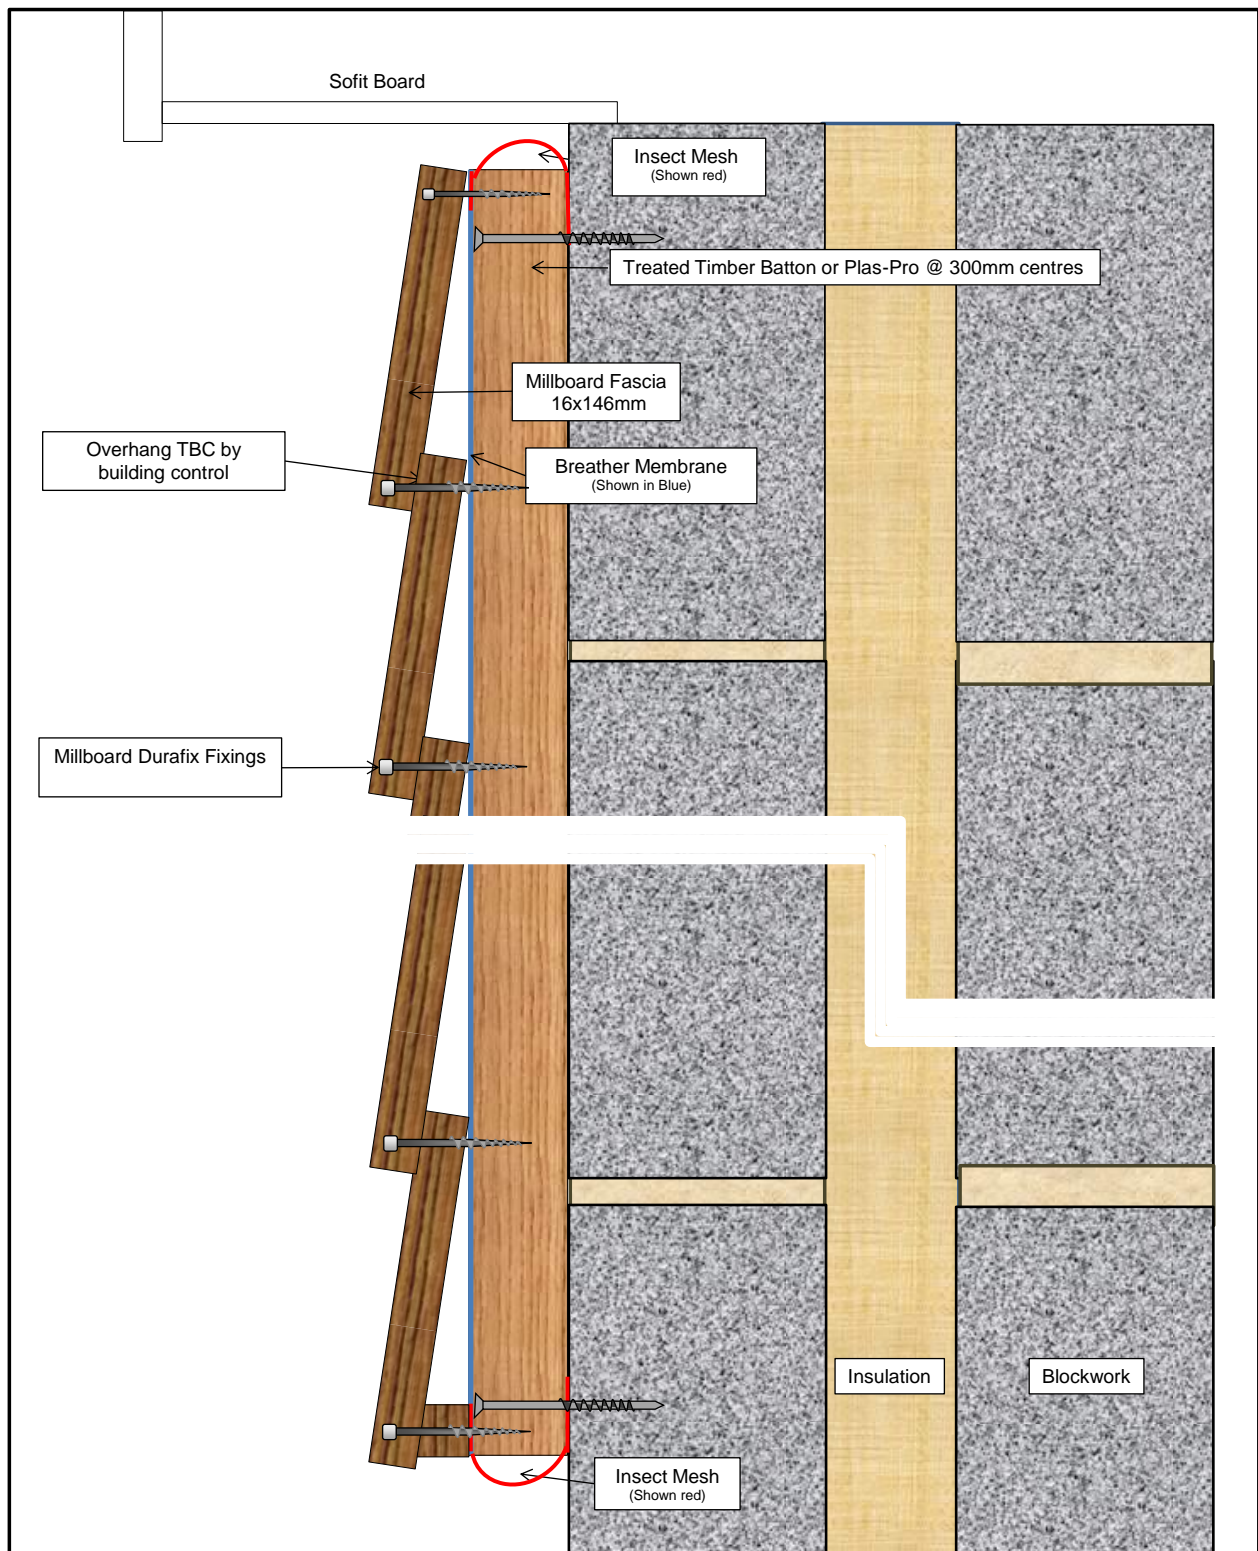 Sofit Board
Insect Mesh
(Shown red)
Treated Timber Batton or Plas-Pro @ 300mm centres
Millboard Fascia
16x146mm
Overhang TBC by
building control
Breather Membrane
(Shown in Blue)
Millboard Durafix Fixings
Insulation
Blockwork
Insect Mesh
(Shown red)